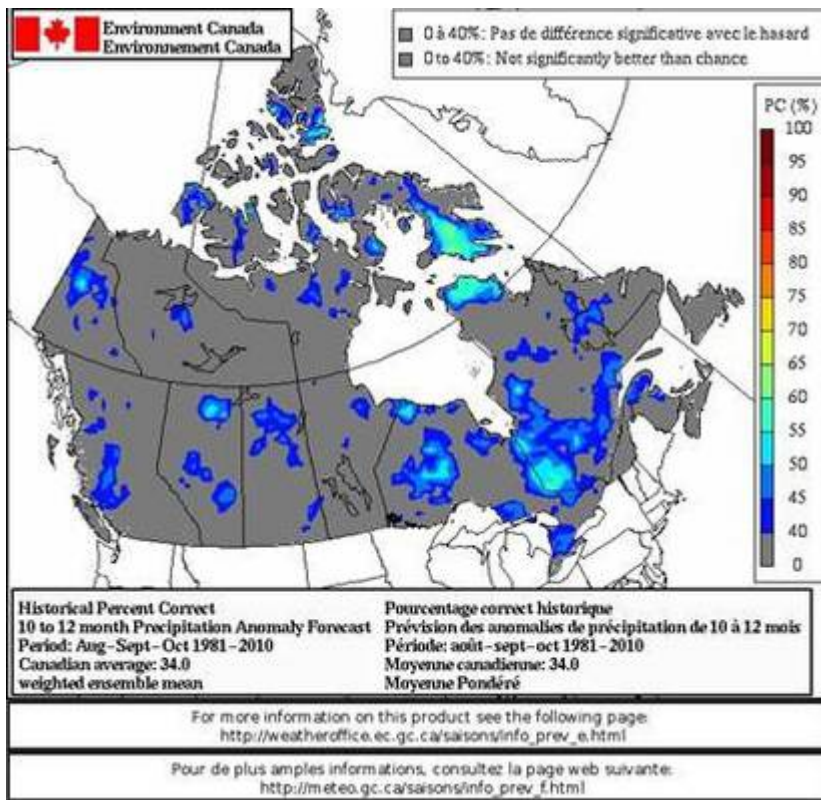 Environment Canada
Environnement Canada
0 à 40%: Pas de différence significative avec le hasard
0 to 40%: Not significantly better than chance
PC (%)
100
95
90
85
80
75
70
65
60
55
50
45
40
0
Historical Percent Correct
10 to 12 month Precipitation Anomaly Forecast
Period: Aug-Sept-Oct 1981-2010
Canadian average: 34.0
weighted ensemble mean
Pourcentage correct historique
Prévision des anomalies de précipitation de 10 à 12 mois
Période: août-sept-oct 1981-2010
Moyenne canadienne: 34.0
Moyenne Pondéré
For more information on this product see the following page:
http://weatheroffice.ec.gc.ca/saisons/info_prev_e.html
Pour de plus amples informations, consultez la page web suivante:
http://meteo.gc.ca/saisons/info_prev_f.html